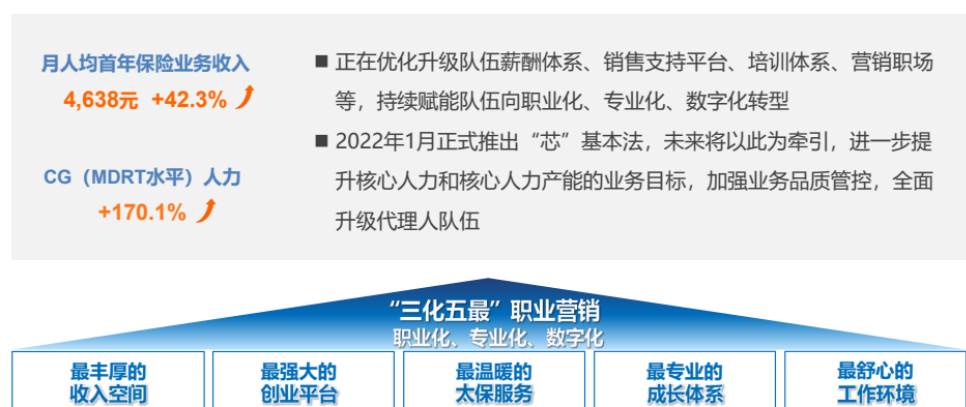 月人均首年保险业务收入
4,638元 +42.3%
CG（MDRT水平）人力
+170.1%
■ 正在优化升级队伍薪酬体系、销售支持平台、培训体系、营销职场
等，持续赋能队伍向职业化、专业化、数字化转型
■ 2022年1月正式推出“芯”基本法，未来将以此为牵引，进一步提
升核心人力和核心人力产能的业务目标，加强业务品质管控，全面
升级代理人队伍
“三化五最”职业营销
职业化、专业化、数字化
最丰厚的
收入空间
最强大的
创业平台
最温暖的
太保服务
最专业的
成长体系
最舒心的
工作环境